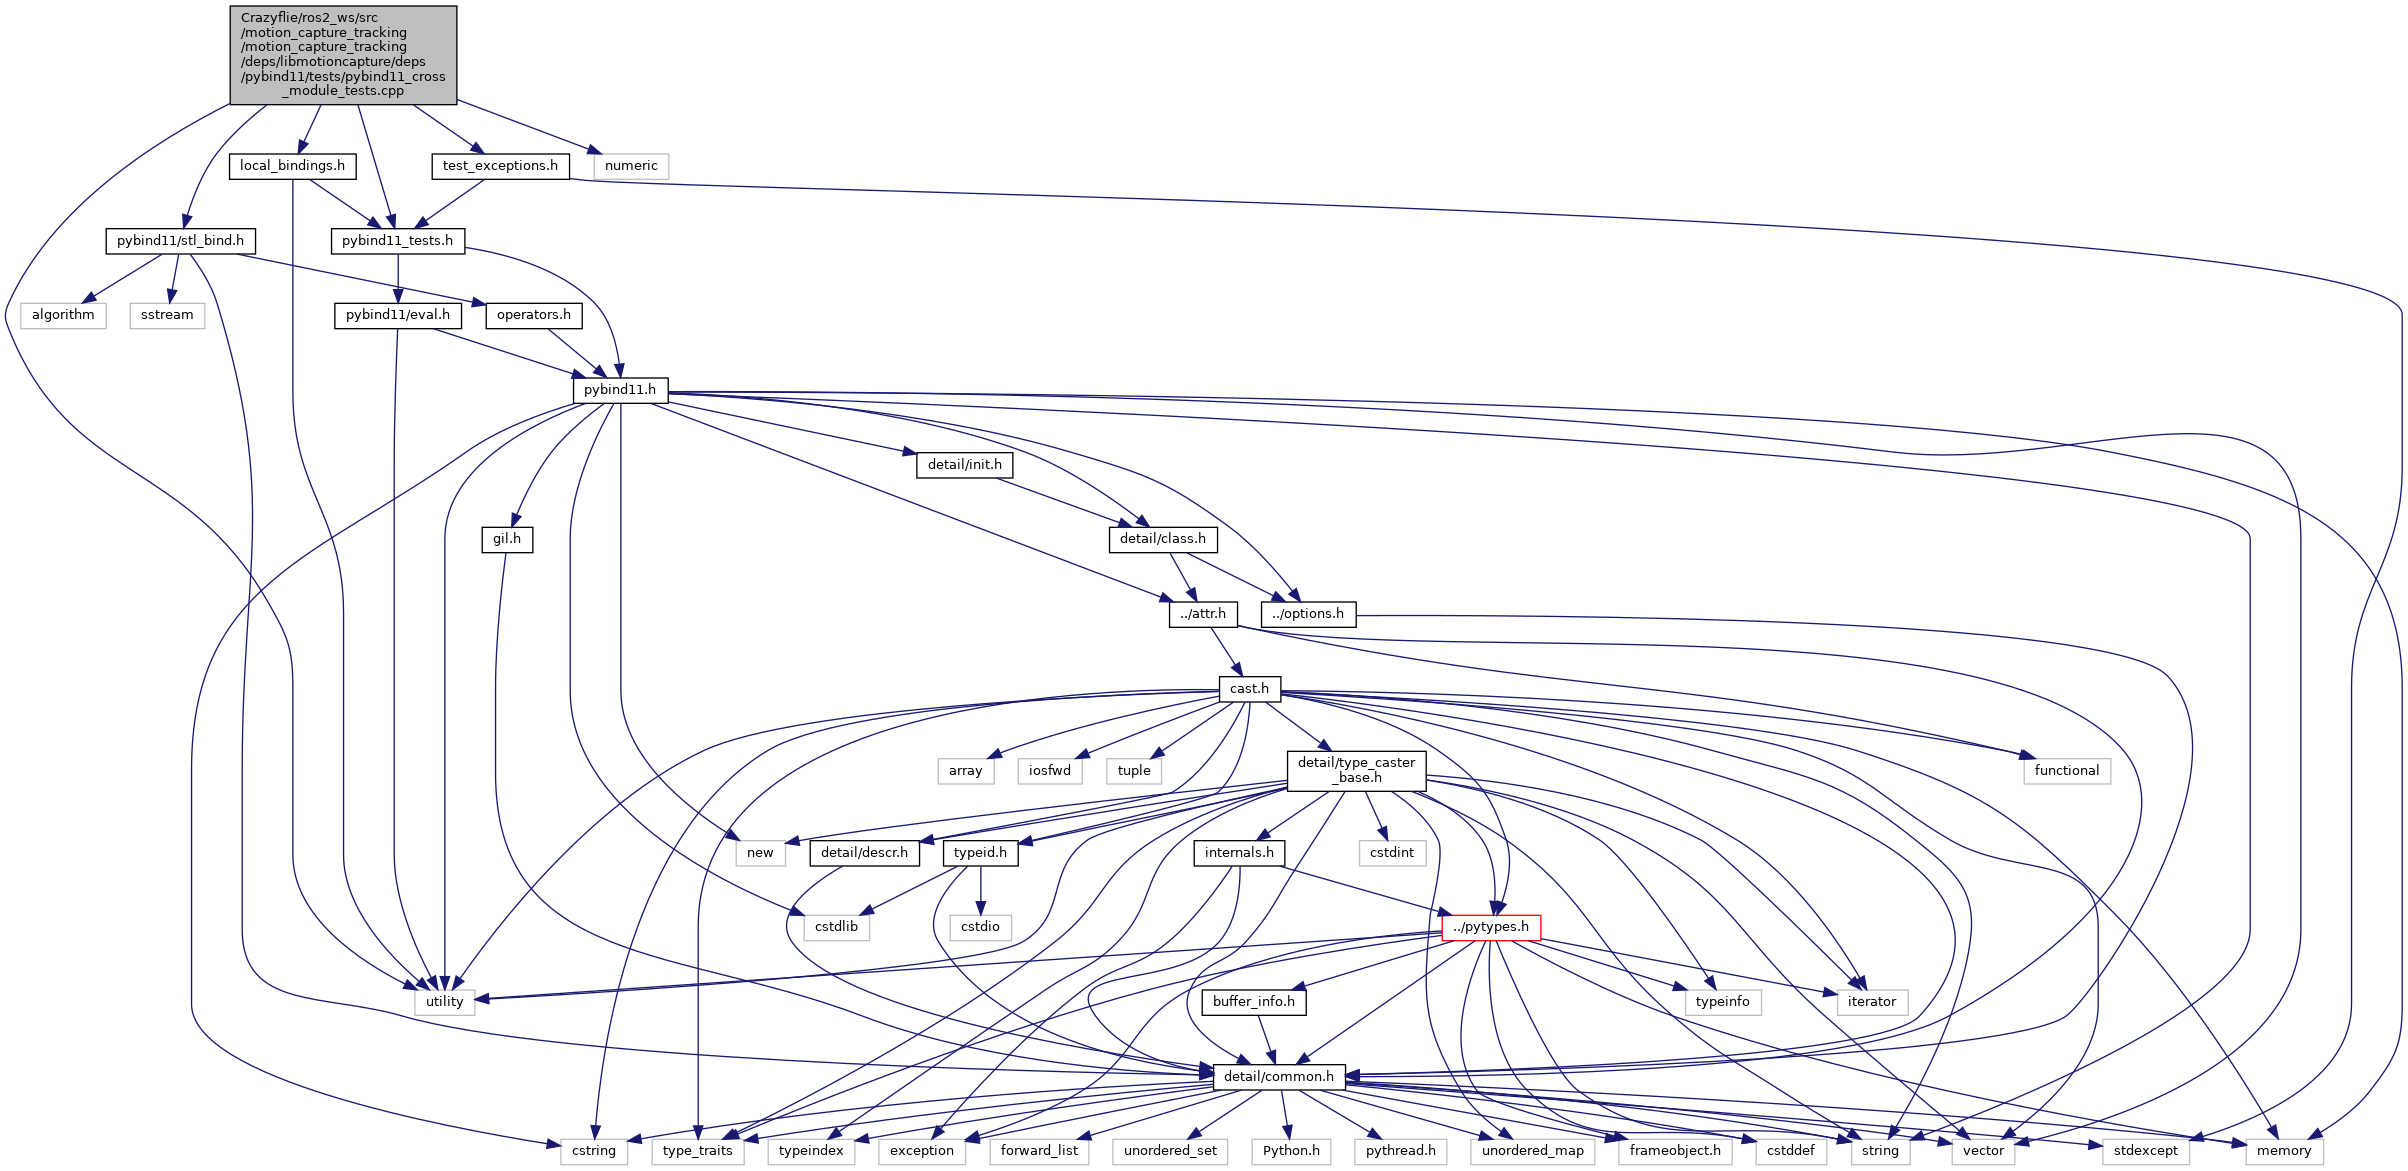 Crazyflie/ros2_ws/src
/motion_capture_tracking
/motion_capture_tracking
/deps/libmotioncapture/deps
/pybind11/tests/pybind11_cross
_module_tests.cpp
local_bindings.h
test_exceptions.h
numeric
pybind11/stl_bind.h
pybind11_tests.h
algorithm
sstream
pybind11/eval.h
operators.h
pybind11.h
detail/init.h
gil.h
detail/class.h
../attr.h
../options.h
cast.h
array
iosfwd
tuple
detail/type_caster
_base.h
functional
new
detail/descr.h
typeid.h
internals.h
cstdint
cstdlib
cstdio
../pytypes.h
utility
buffer_info.h
typeinfo
iterator
detail/common.h
cstring
type_traits
typeindex
exception
forward_list
unordered_set
Python.h
pythread.h
unordered_map
frameobject.h
cstddef
string
vector
stdexcept
memory